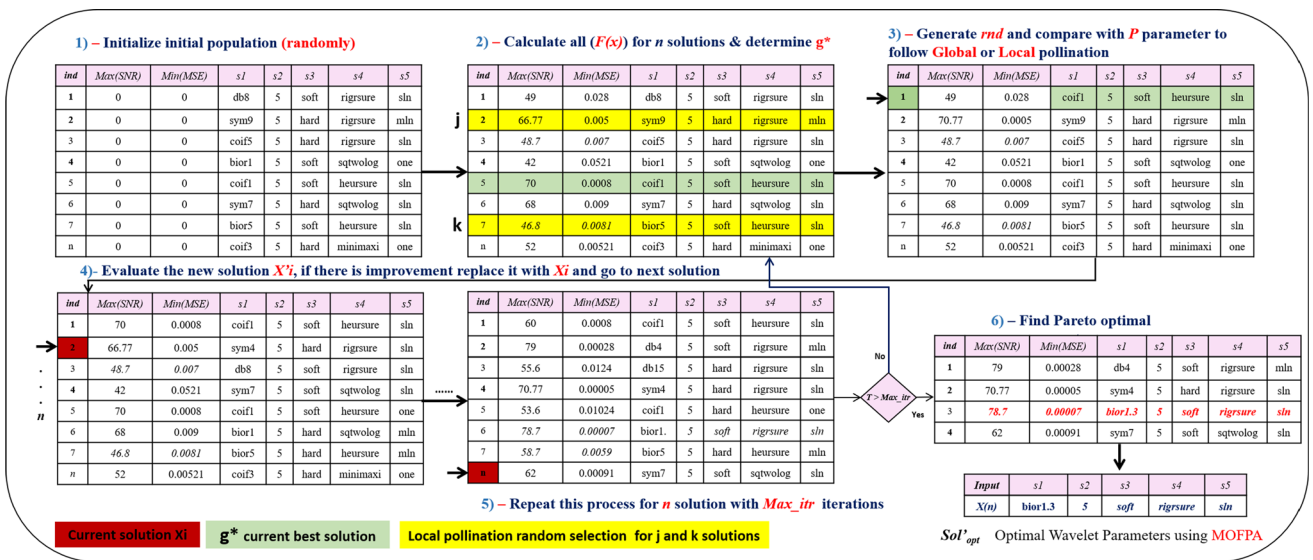 1) – Initialize initial population (randomly)
ind Max(SNR) Min(MSE) s1 s2 s3 s4 s5
1 0 0 db8 5 soft rigrsure sln
2 0 0 sym9 5 hard rigrsure mln
3 0 0 coif5 5 hard rigrsure sln
4 0 0 bior1 5 soft sqtwolog one
5 0 0 coif1 5 soft heursure sln
6 0 0 sym7 5 hard sqtwolog sln
7 0 0 bior5 5 soft heursure sln
n 0 0 coif3 5 hard minimaxi one
2) – Calculate all (F(x)) for n solutions & determine g*
ind Max(SNR) Min(MSE) s1 s2 s3 s4 s5
1 49 0.028 db8 5 soft rigrsure sln
j 2 66.77 0.005 sym9 5 hard rigrsure mln
3 48.7 0.007 coif5 5 hard rigrsure sln
4 42 0.0521 bior1 5 soft sqtwolog one
5 70 0.0008 coif1 5 soft heursure sln
6 68 0.009 sym7 5 hard sqtwolog sln
k 7 46.8 0.0081 bior5 5 soft heursure sln
n 52 0.00521 coif3 5 hard minimaxi one
3) – Generate rnd and compare with P parameter to
follow Global or Local pollination
ind Max(SNR) Min(MSE) s1 s2 s3 s4 s5
1 49 0.028 coif1 5 soft heursure sln
2 70.77 0.0005 sym9 5 hard rigrsure mln
3 48.7 0.007 coif5 5 hard rigrsure sln
4 42 0.0521 bior1 5 soft sqtwolog one
5 70 0.0008 coif1 5 soft heursure sln
6 68 0.009 sym7 5 hard sqtwolog sln
7 46.8 0.0081 bior5 5 soft heursure sln
n 52 0.00521 coif3 5 hard minimaxi one
4)- Evaluate the new solution X'i, if there is improvement replace it with Xi and go to next solution
ind Max(SNR) Min(MSE) s1 s2 s3 s4 s5
1 70 0.0008 coif1 5 soft heursure sln
2 66.77 0.005 sym4 5 hard rigrsure sln
3 48.7 0.007 db8 5 soft rigrsure sln
4 42 0.0521 sym7 5 soft sqtwolog sln
5 70 0.0008 coif1 5 soft heursure one
6 68 0.009 bior1 5 hard sqtwolog mln
7 46.8 0.0081 bior5 5 hard heursure mln
n 52 0.00521 coif3 5 hard minimaxi one
. . . n
......
ind Max(SNR) Min(MSE) s1 s2 s3 s4 s5
1 60 0.0008 coif1 5 soft heursure sln
2 79 0.00028 db4 5 soft rigrsure mln
3 55.6 0.0124 db15 5 hard rigrsure sln
4 70.77 0.00005 sym4 5 hard rigrsure sln
5 53.6 0.01024 coif1 5 hard heursure one
6 78.7 0.00007 bior1. 5 soft rigrsure sln
7 58.7 0.0059 bior5 5 hard heursure sln
n 62 0.00091 sym7 5 soft sqtwolog sln
5) – Repeat this process for n solution with Max_itr iterations
No
T > Max_itr
Yes
6) – Find Pareto optimal
ind Max(SNR) Min(MSE) s1 s2 s3 s4 s5
1 79 0.00028 db4 5 soft rigrsure mln
2 70.77 0.00005 sym4 5 hard rigrsure sln
3 78.7 0.00007 bior1.3 5 soft rigrsure sln
4 62 0.00091 sym7 5 soft sqtwolog sln
Input s1 s2 s3 s4 s5
X(n) bior1.3 5 soft rigrsure sln
Sol'opt Optimal Wavelet Parameters using MOFPA
Current solution Xi
g* current best solution
Local pollination random selection for j and k solutions